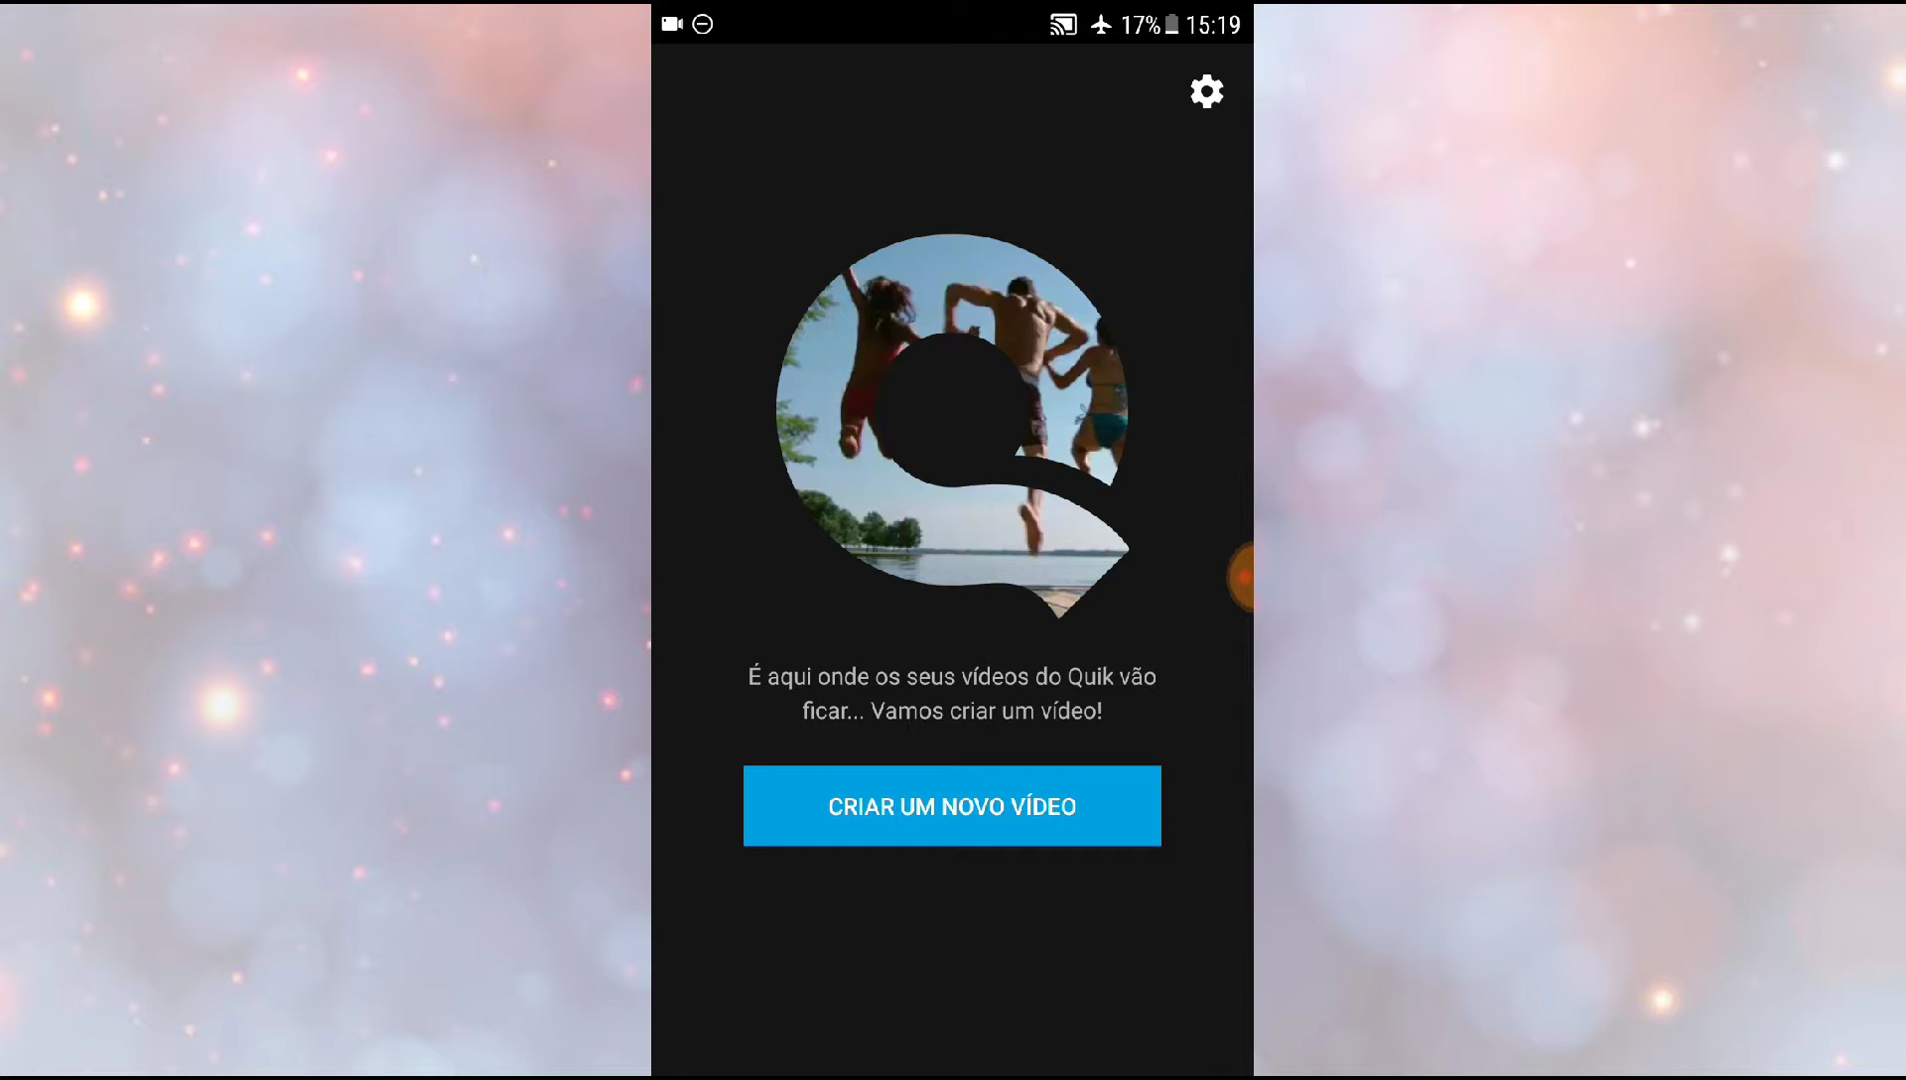 17% 15:19
É aqui onde os seus vídeos do Quik vão
ficar... Vamos criar um vídeo!
CRIAR UM NOVO VÍDEO